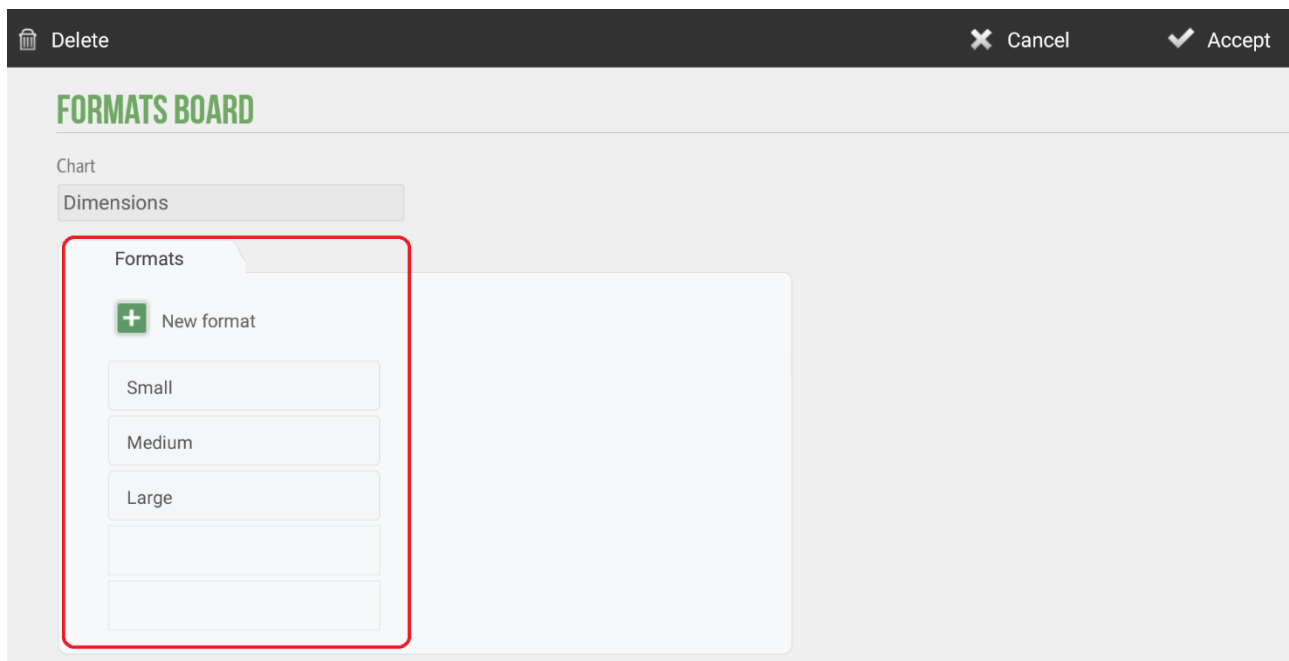 Delete Cancel Accept
FORMATS BOARD
Chart
Dimensions
Formats
New format
Small
Medium
Large